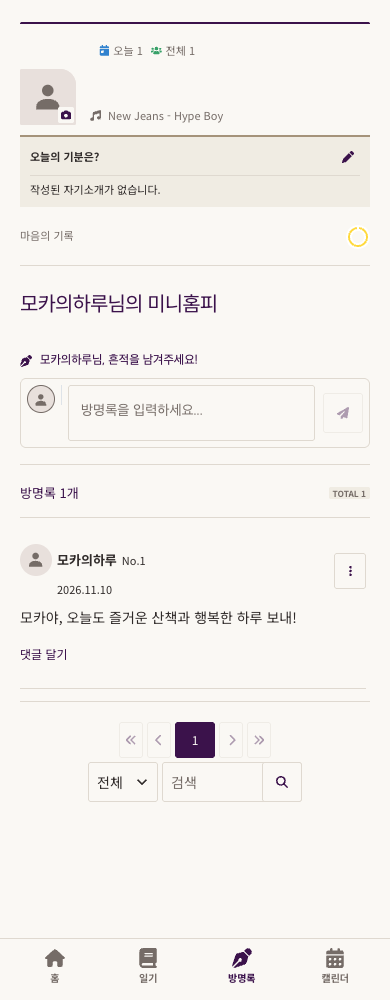 오늘 1 전체 1
New Jeans - Hype Boy
오늘의 기분은?
작성된 자기소개가 없습니다.
마음의 기록
모카의하루님의 미니홈피
모카의하루님, 흔적을 남겨주세요!
방명록을 입력하세요...
방명록 1개 TOTAL 1
모카의하루 No.1
2026.11.10
모카야, 오늘도 즐거운 산책과 행복한 하루 보내!
댓글 달기
« ‹ 1 › »
전체 검색
홈 일기 방명록 캘린더